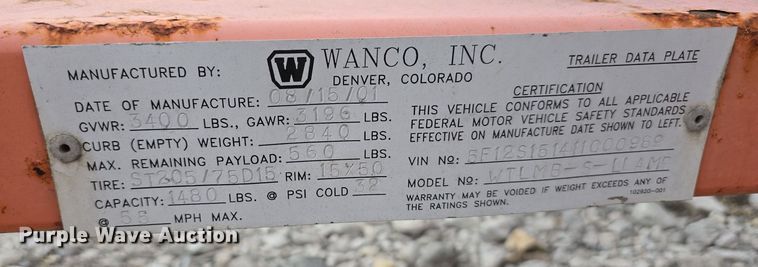 W WANCO, INC.
DENVER, COLORADO
MANUFACTURED BY:
DATE OF MANUFACTURE: 08/15/01
GVWR: 3400 LBS., GAWR: 3196 LBS.
CURB (EMPTY) WEIGHT: 2840 LBS.
MAX. REMAINING PAYLOAD: 560 LBS.
TIRE: ST205/75D15 RIM: 15X50
CAPACITY: 1480 LBS. @ PSI COLD 32
@ 58 MPH MAX.
TRAILER DATA PLATE
CERTIFICATION
THIS VEHICLE CONFORMS TO ALL APPLICABLE
FEDERAL MOTOR VEHICLE SAFETY STANDARDS
EFFECTIVE ON MANUFACTURE DATE SHOWN TO LEFT.
VIN NO:
MODEL NO:
WARRANTY MAY BE VOIDED IF WEIGHT EXCEEDS ANY OF
THE RATINGS SHOWN.
102920-001
Purple Wave Auction